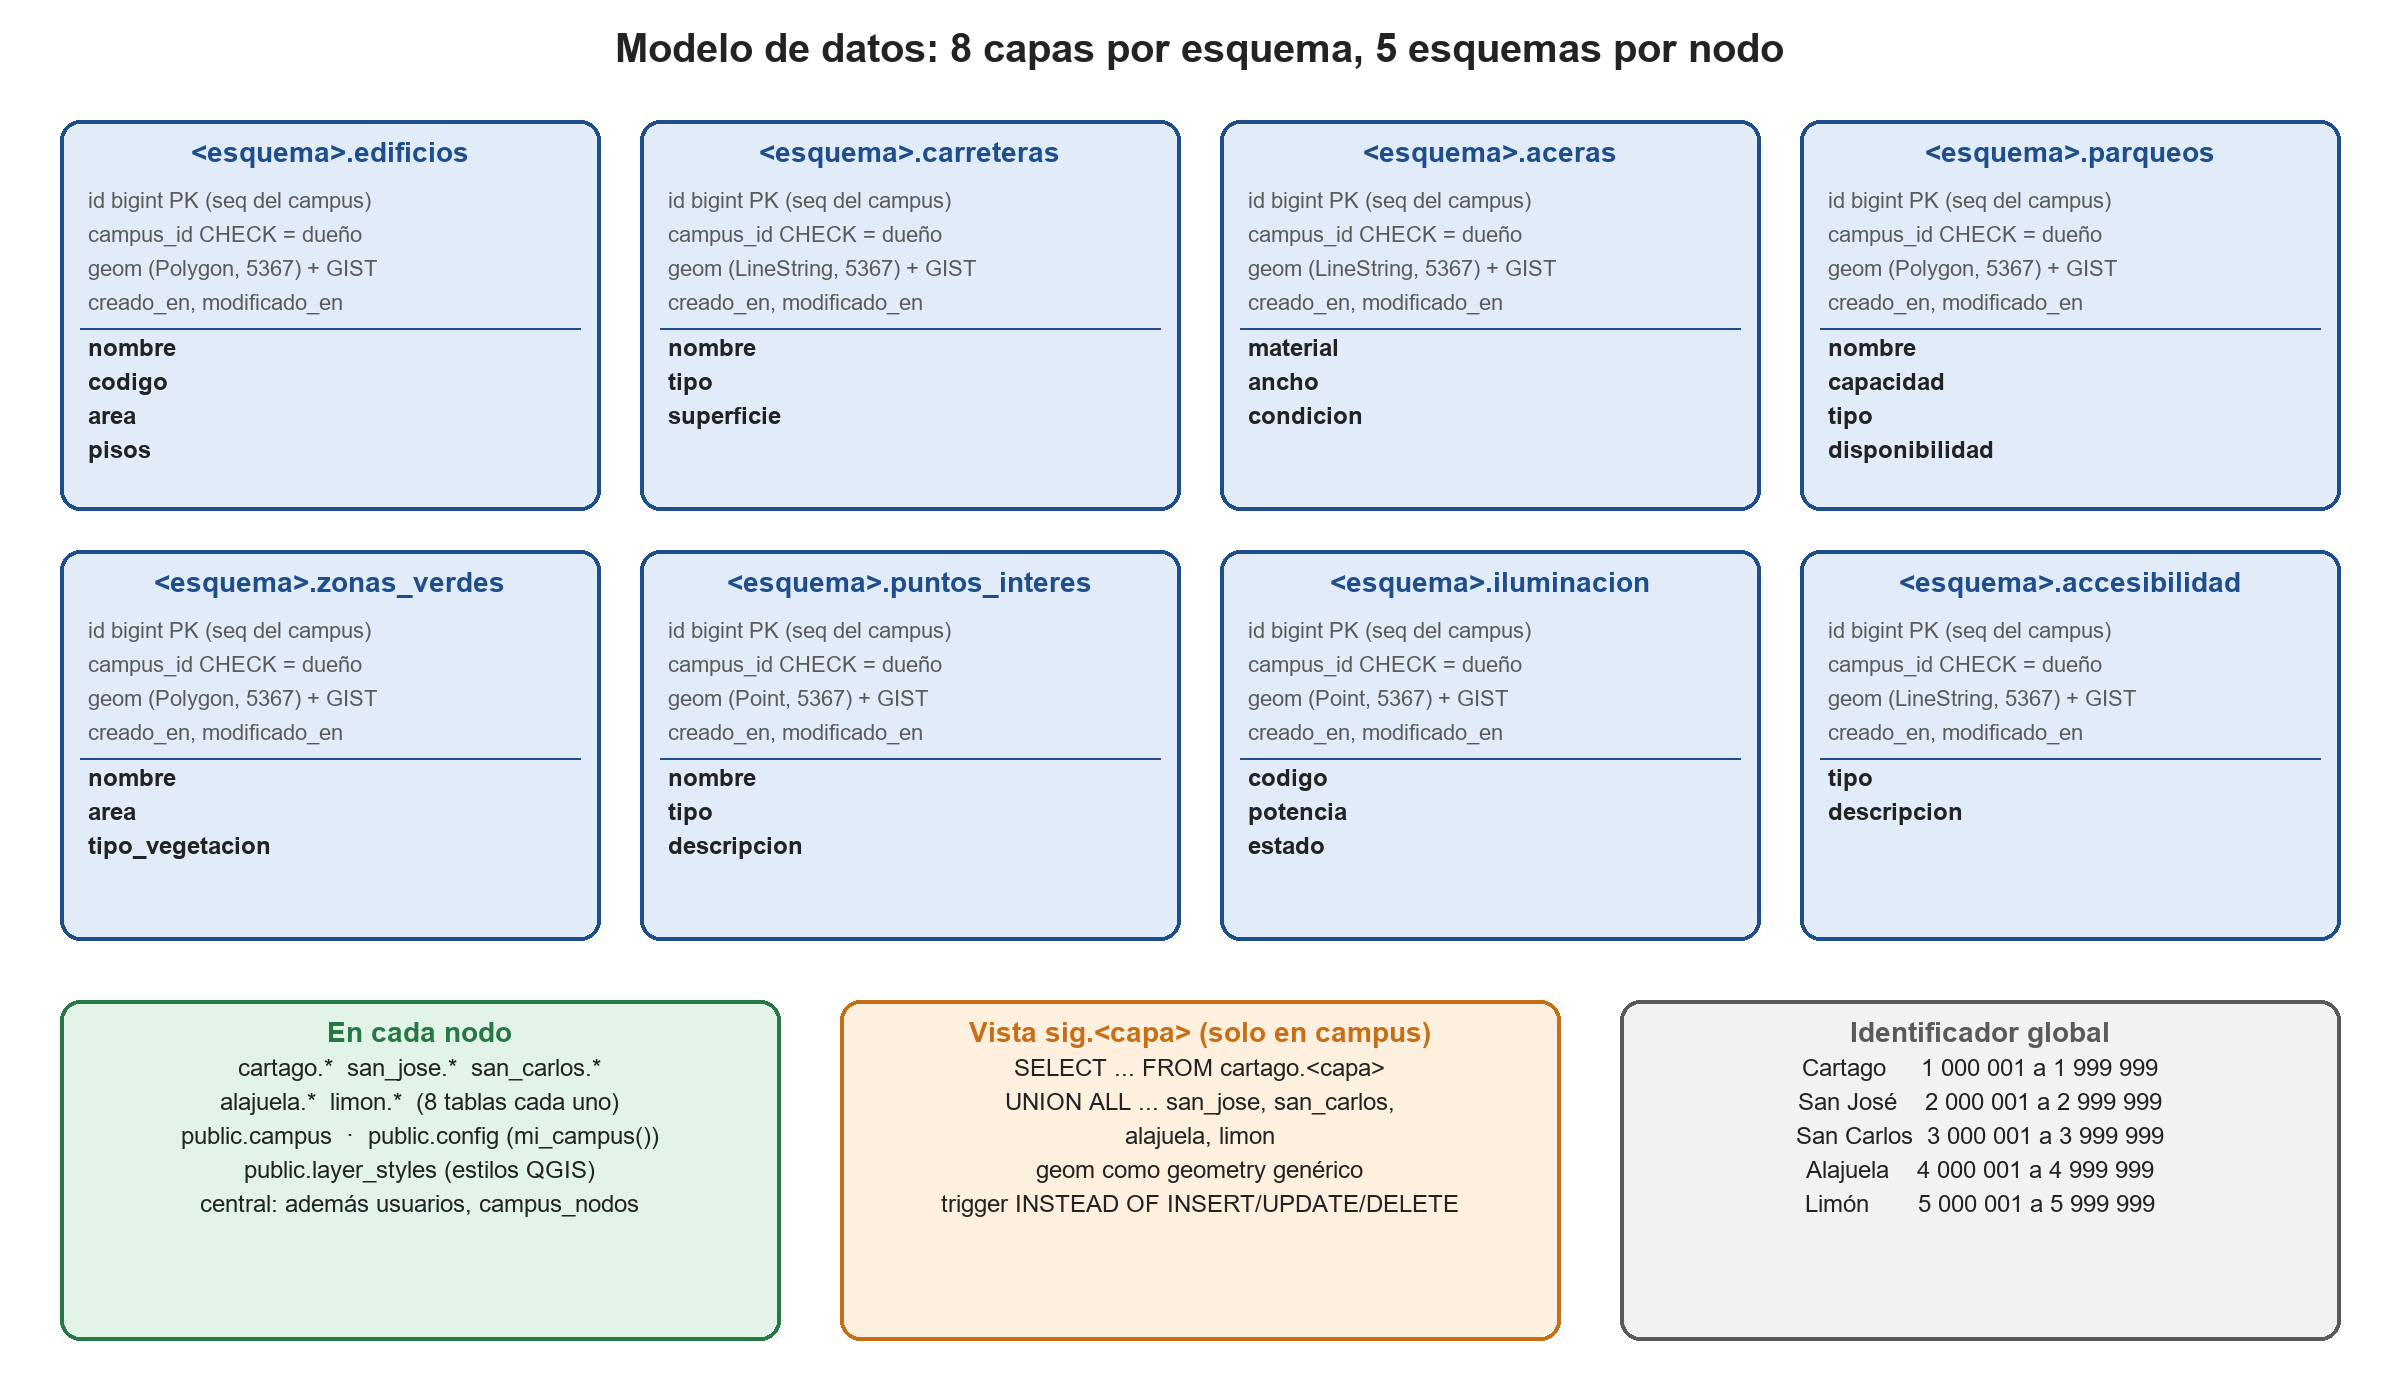 Modelo de datos: 8 capas por esquema, 5 esquemas por nodo
<esquema>.edificios
id bigint PK (seq del campus)
campus_id CHECK = dueño
geom (Polygon, 5367) + GIST
creado_en, modificado_en
nombre
codigo
area
pisos
<esquema>.carreteras
id bigint PK (seq del campus)
campus_id CHECK = dueño
geom (LineString, 5367) + GIST
creado_en, modificado_en
nombre
tipo
superficie
<esquema>.aceras
id bigint PK (seq del campus)
campus_id CHECK = dueño
geom (LineString, 5367) + GIST
creado_en, modificado_en
material
ancho
condicion
<esquema>.parqueos
id bigint PK (seq del campus)
campus_id CHECK = dueño
geom (Polygon, 5367) + GIST
creado_en, modificado_en
nombre
capacidad
tipo
disponibilidad
<esquema>.zonas_verdes
id bigint PK (seq del campus)
campus_id CHECK = dueño
geom (Polygon, 5367) + GIST
creado_en, modificado_en
nombre
area
tipo_vegetacion
<esquema>.puntos_interes
id bigint PK (seq del campus)
campus_id CHECK = dueño
geom (Point, 5367) + GIST
creado_en, modificado_en
nombre
tipo
descripcion
<esquema>.iluminacion
id bigint PK (seq del campus)
campus_id CHECK = dueño
geom (Point, 5367) + GIST
creado_en, modificado_en
codigo
potencia
estado
<esquema>.accesibilidad
id bigint PK (seq del campus)
campus_id CHECK = dueño
geom (LineString, 5367) + GIST
creado_en, modificado_en
tipo
descripcion
En cada nodo
cartago.* san_jose.* san_carlos.*
alajuela.* limon.* (8 tablas cada uno)
public.campus · public.config (mi_campus())
public.layer_styles (estilos QGIS)
central: además usuarios, campus_nodos
Vista sig.<capa> (solo en campus)
SELECT ... FROM cartago.<capa>
UNION ALL ... san_jose, san_carlos,
alajuela, limon
geom como geometry genérico
trigger INSTEAD OF INSERT/UPDATE/DELETE
Identificador global
Cartago 1 000 001 a 1 999 999
San José 2 000 001 a 2 999 999
San Carlos 3 000 001 a 3 999 999
Alajuela 4 000 001 a 4 999 999
Limón 5 000 001 a 5 999 999